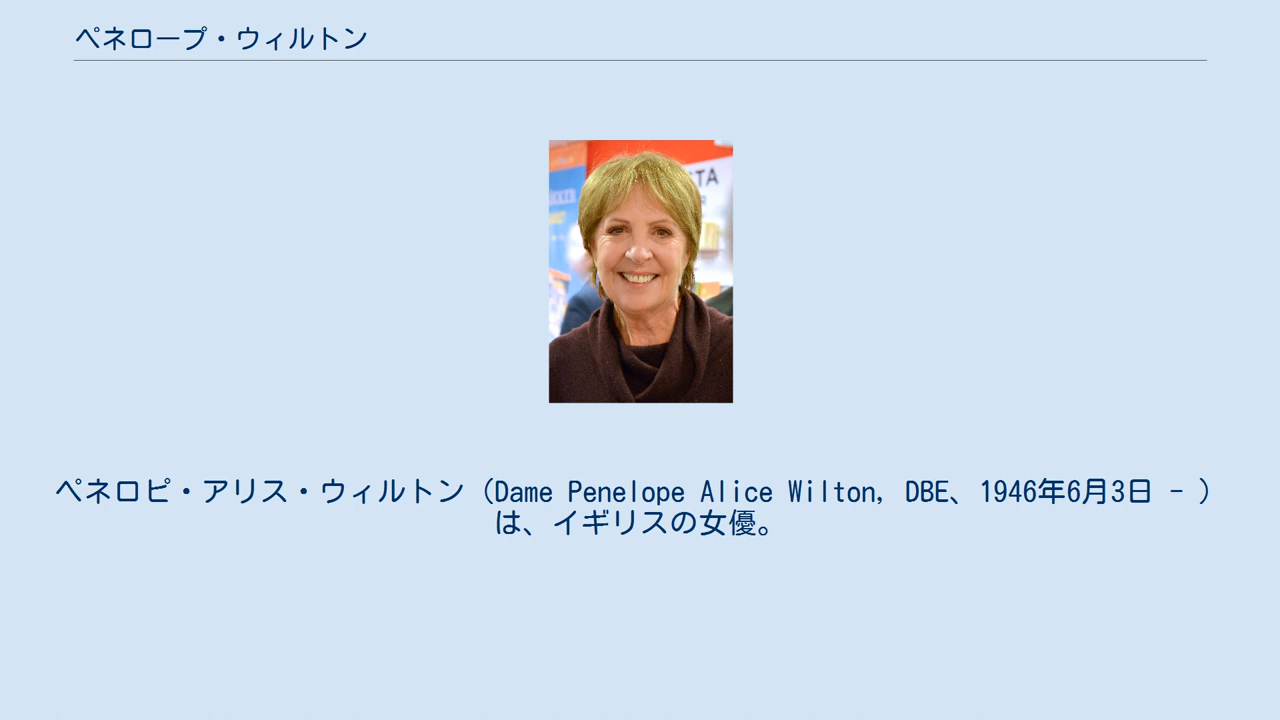 ペネロープ・ウィルトン
TA
R
ペネロピ・アリス・ウィルトン（Dame Penelope Alice Wilton, DBE、1946年6月3日 - ）
は、イギリスの女優。